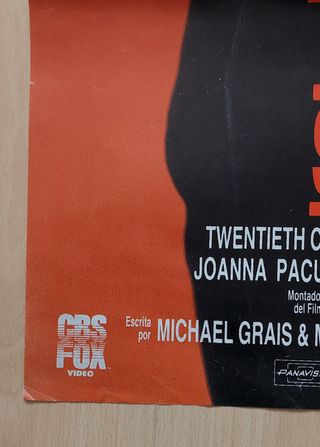 TWENTIETH C
JOANNA PACU
Montado
del Film
Escrita
por MICHAEL GRAIS & M
CBS
FOX
VIDEO
PANAVIS